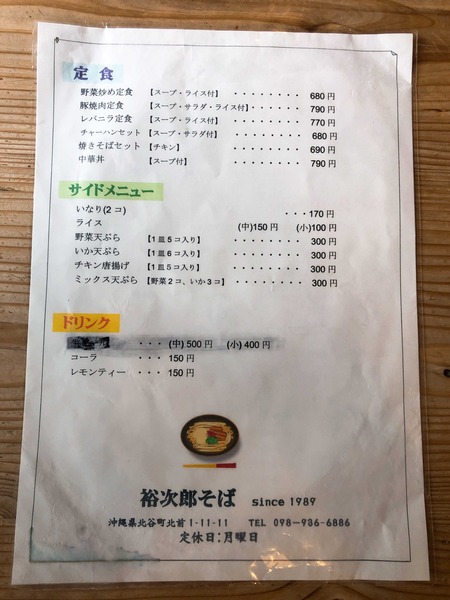 定食
野菜炒め定食 【スープ・ライス付】 ・・・・・・・・ 680円
豚焼肉定食 【スープ・サラダ・ライス付】・・・・・・・・ 790円
レバニラ定食 【スープ・ライス付】 ・・・・・・・・ 770円
チャーハンセット 【スープ・サラダ付】 ・・・・・・・・ 680円
焼きそばセット【チキン】 ・・・・・・・・ 690円
中華丼 【スープ付】 ・・・・・・・・ 790円
サイドメニュー
いなり(2コ) ・・・170円
ライス (中)150円 (小)100円
野菜天ぷら 【1皿5コ入り】 ・・・・・・・・ 300円
いか天ぷら 【1皿6コ入り】 ・・・・・・・・ 300円
チキン唐揚げ 【1皿5コ入り】 ・・・・・・・・ 300円
ミックス天ぷら 【野菜2コ、いか3コ】 ・・・・・・・・ 300円
ドリンク
・・・ (中)500円 (小)400円
コーラ ・・・ 150円
レモンティー ・・・ 150円
裕次郎そば since 1989
沖縄県北谷町北前1-11-11 TEL 098-936-6886
定休日:月曜日